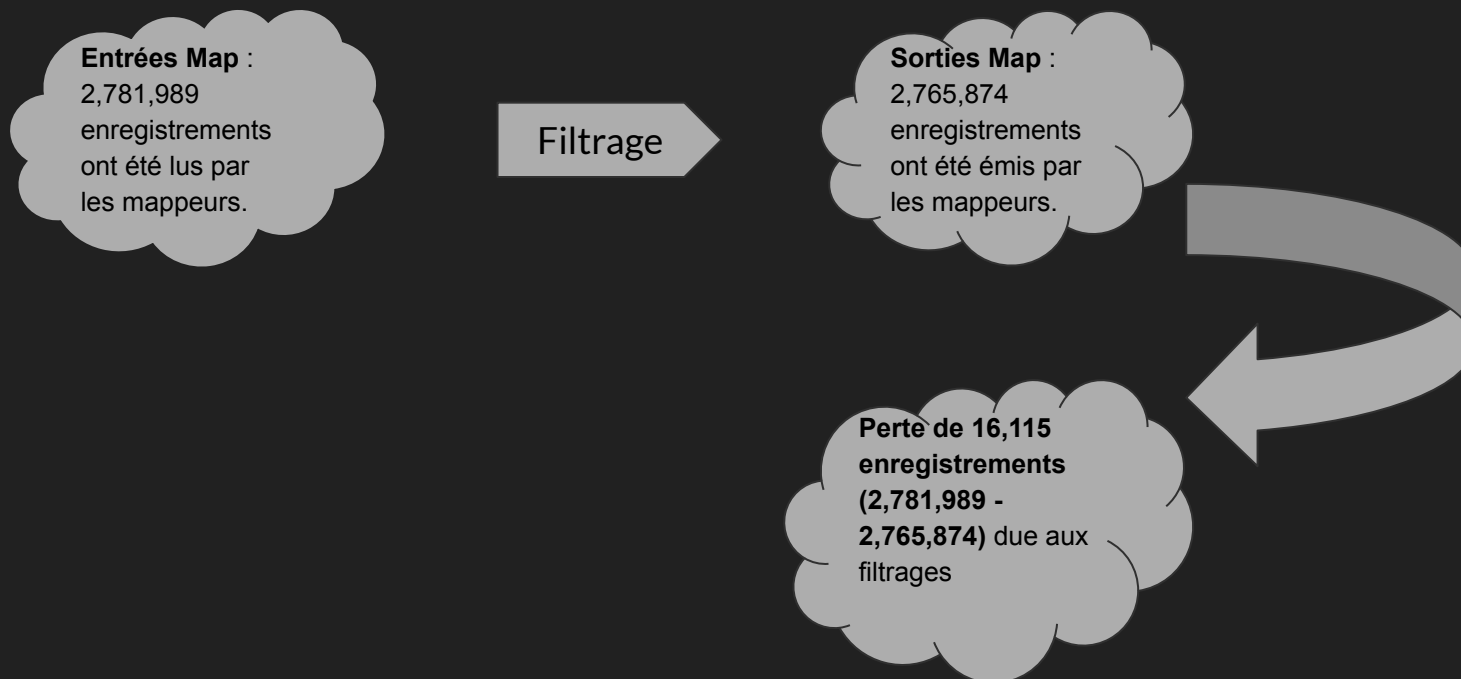 Entrées Map :
2,781,989
enregistrements
ont été lus par
les mappeurs.
Filtrage
Sorties Map :
2,765,874
enregistrements
ont été émis par
les mappeurs.
Perte de 16,115
enregistrements
(2,781,989 -
2,765,874) due aux
filtrages